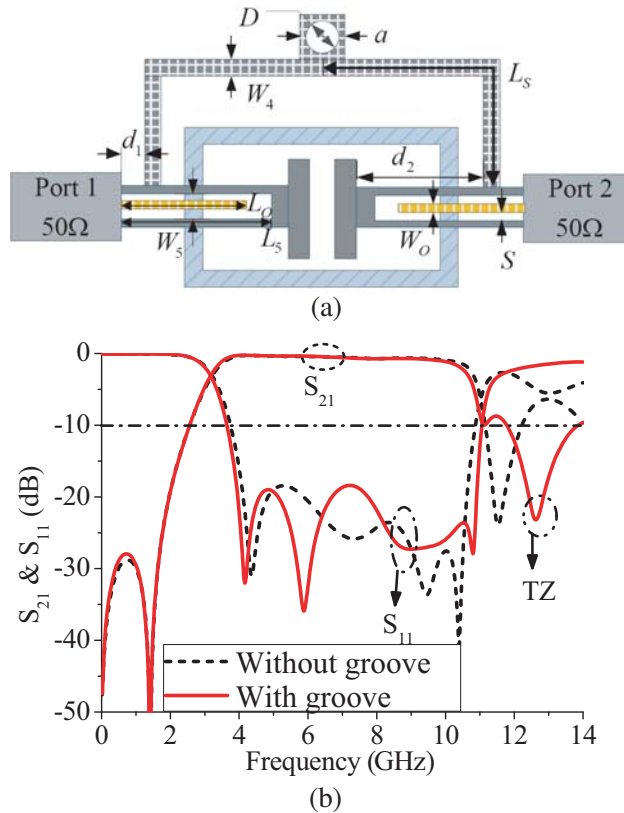 D
a
W4
LS
d1
d2
Port 1
50Ω
LO
W5
L5
WO
S
Port 2
50Ω
(a)
0
-10
-20
-30
-40
-50
S21 & S11 (dB)
S21
S11
TZ
Without groove
With groove
0 2 4 6 8 10 12 14
Frequency (GHz)
(b)